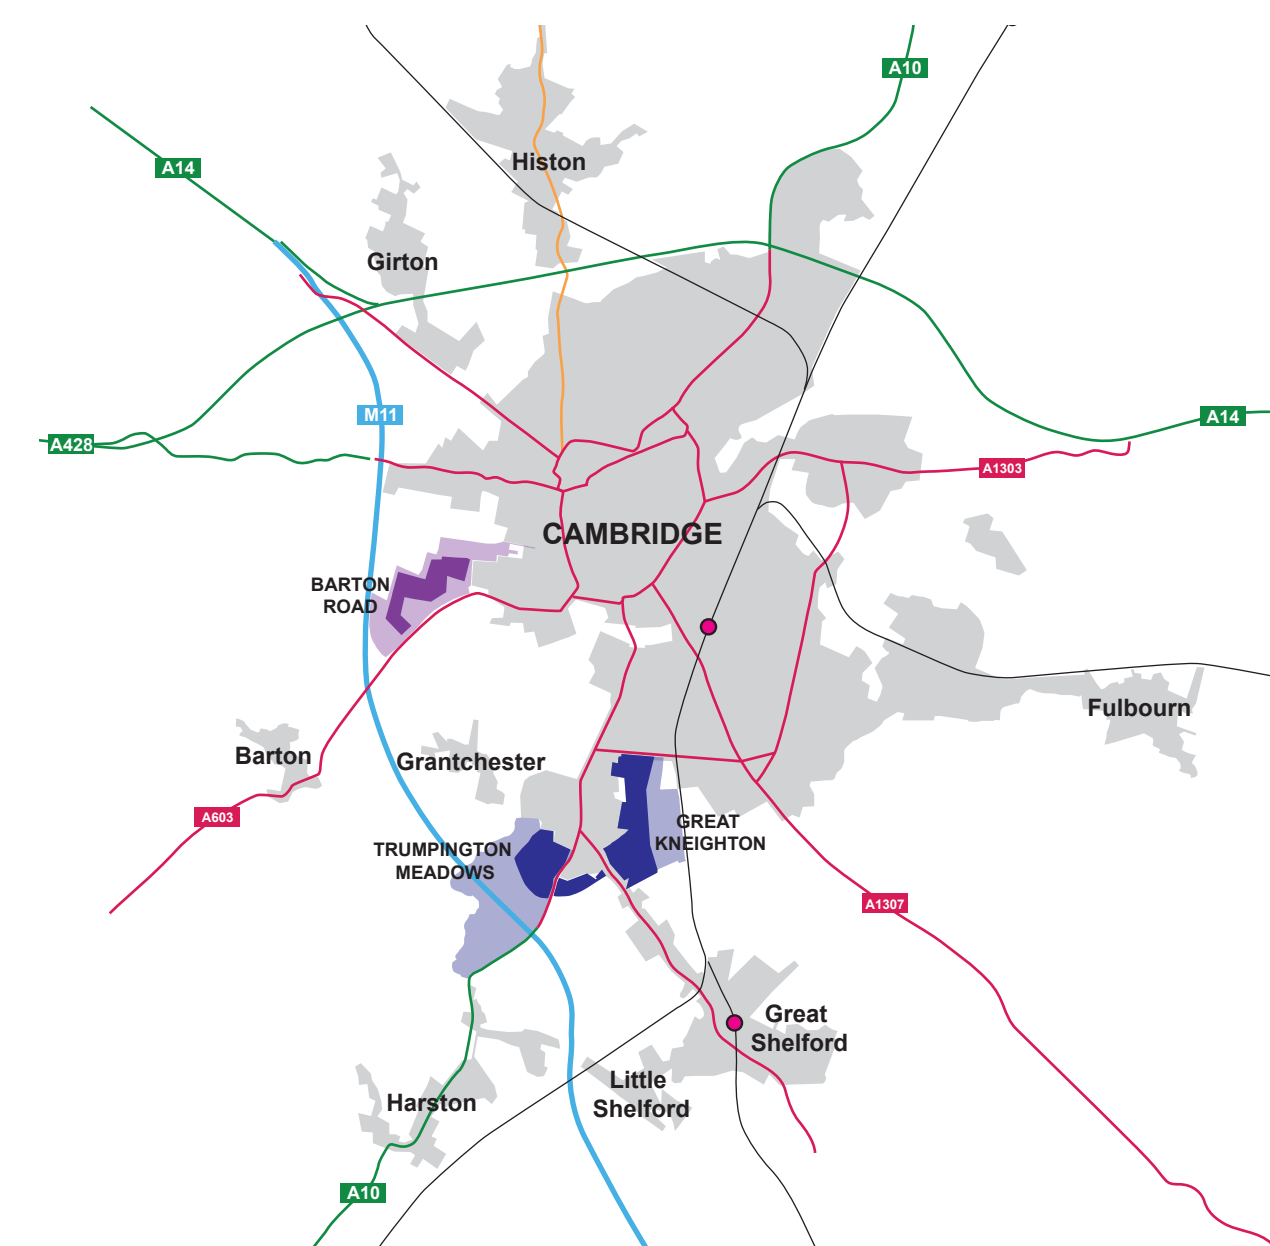 A10
Histon
A14
Girton
M11
A14
A428
A1303
CAMBRIDGE
BARTON
ROAD
Fulbourn
Barton
Grantchester
A603
GREAT
KNEIGHTON
TRUMPINGTON
MEADOWS
A1307
Great
Shelford
Little
Shelford
Harston
A10